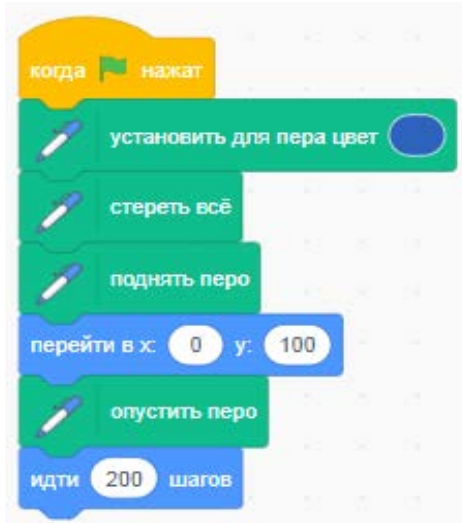 когда нажат
установить для пера цвет
стереть всё
поднять перо
перейти в x: 0 y: 100
опустить перо
идти 200 шагов